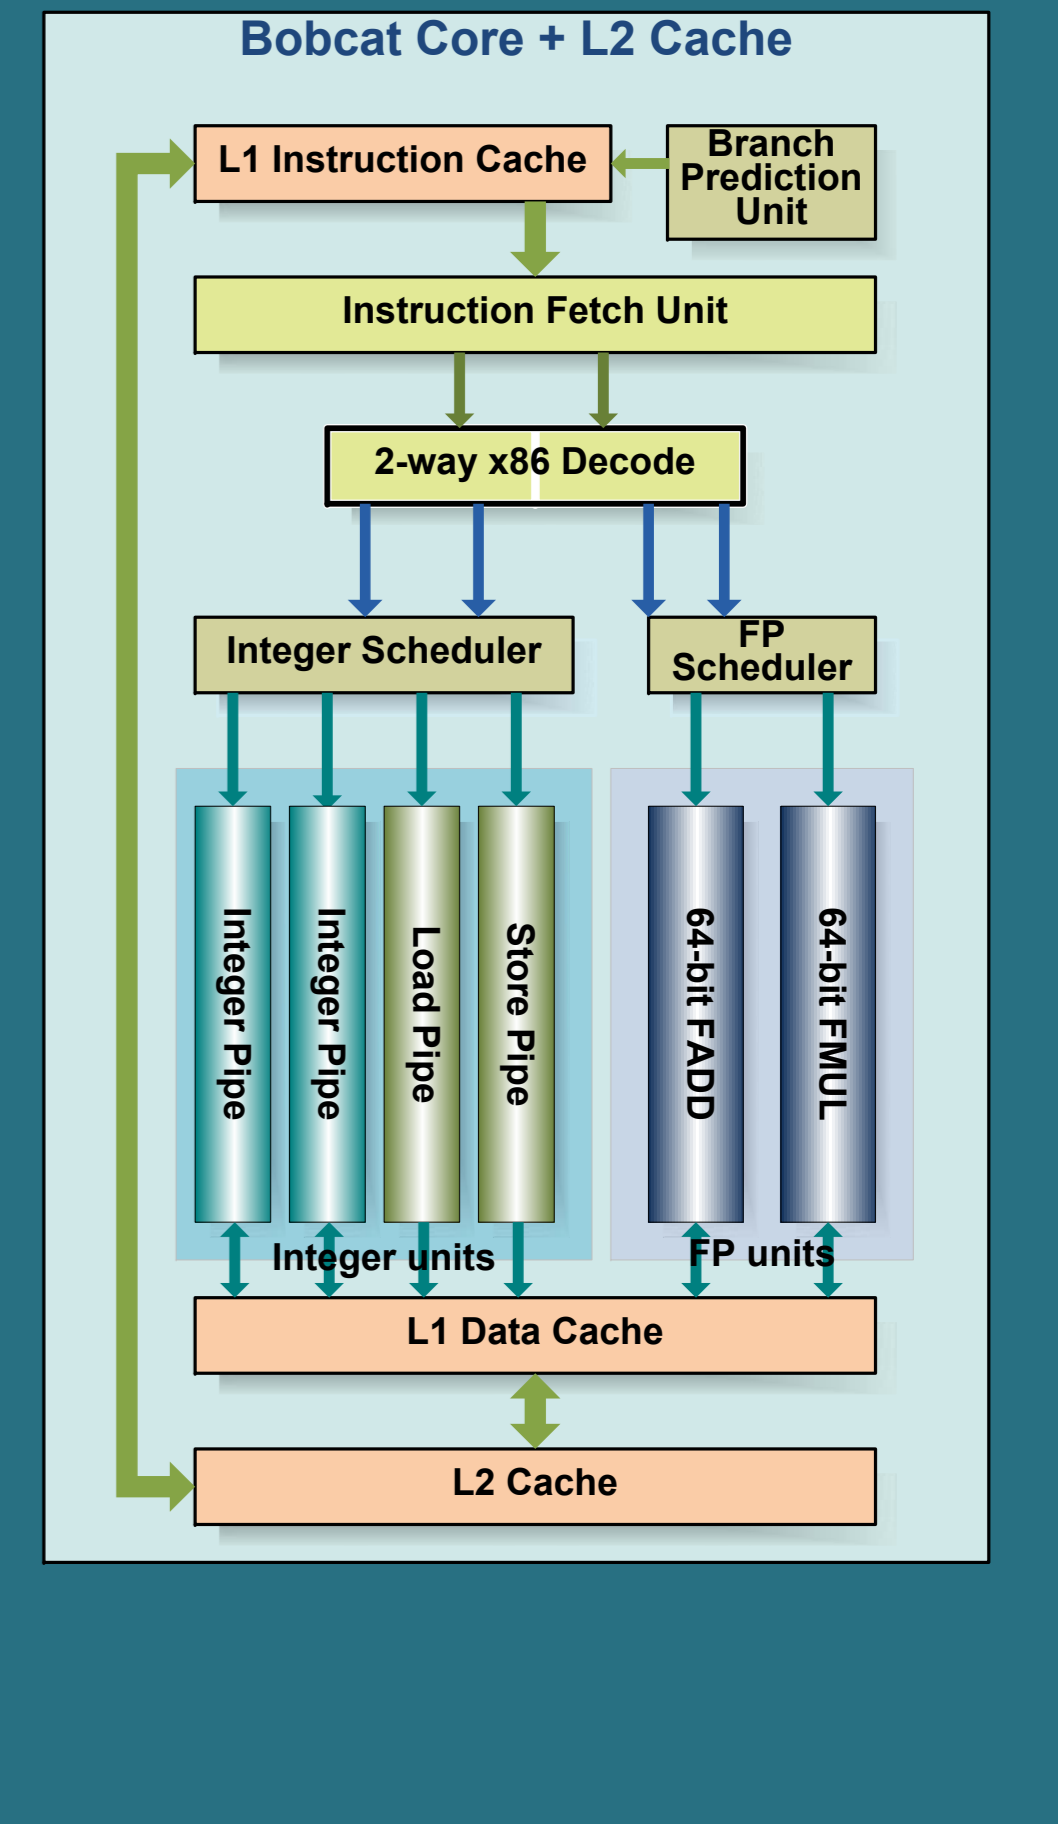 Bobcat Core + L2 Cache
L1 Instruction Cache
Branch
Prediction
Unit
Instruction Fetch Unit
2-way x86 Decode
Integer Scheduler
FP
Scheduler
Integer Pipe
Integer Pipe
Load Pipe
Store Pipe
64-bit FADD
64-bit FMUL
Integer units
FP units
L1 Data Cache
L2 Cache